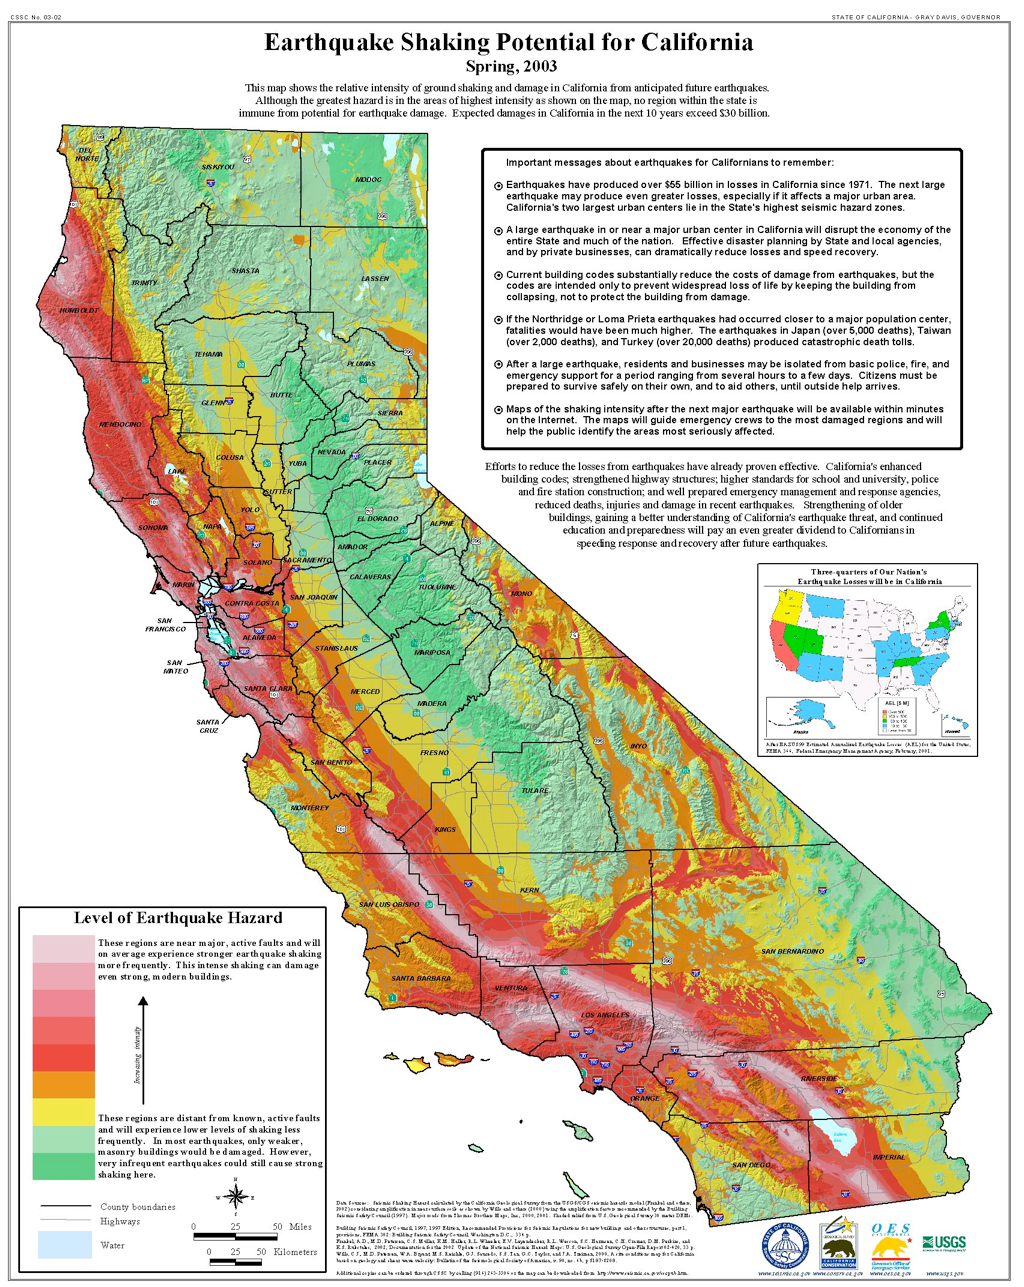 CSSC No. 03-02
STATE OF CALIFORNIA - GRAY DAVIS, GOVERNOR
Earthquake Shaking Potential for California
Spring, 2003
This map shows the relative intensity of ground shaking and damage in California from anticipated future earthquakes.
Although the greatest hazard is in the areas of highest intensity as shown on the map, no region within the state is
immune from potential for earthquake damage. Expected damages in California in the next 10 years exceed $30 billion.
Important messages about earthquakes for Californians to remember:
Earthquakes have produced over $55 billion in losses in California since 1971. The next large
earthquake may produce even greater losses, especially if it affects a major urban area.
California's two largest urban centers lie in the State's highest seismic hazard zones.
A large earthquake in or near a major urban center in California will disrupt the economy of the
entire State and much of the nation. Effective disaster planning by State and local agencies,
and by private businesses, can dramatically reduce losses and speed recovery.
Current building codes substantially reduce the costs of damage from earthquakes, but the
codes are intended only to prevent widespread loss of life by keeping the building from
collapsing, not to protect the building from damage.
If the Northridge or Loma Prieta earthquakes had occurred closer to a major population center,
fatalities would have been much higher. The earthquakes in Japan (over 5,000 deaths), Taiwan
(over 2,000 deaths), and Turkey (over 20,000 deaths) produced catastrophic death tolls.
After a large earthquake, residents and businesses may be isolated from basic police, fire, and
emergency support for a period ranging from several hours to a few days. Citizens must be
prepared to survive safely on their own, and to aid others, until outside help arrives.
Maps of the shaking intensity after the next major earthquake will be available within minutes
on the Internet. The maps will guide emergency crews to the most damaged regions and will
help the public identify the areas most seriously affected.
Efforts to reduce the losses from earthquakes have already proven effective. California's enhanced
building codes; strengthened highway structures; higher standards for school and university, police
and fire station construction; and well prepared emergency management and response agencies,
reduced deaths, injuries and damage in recent earthquakes. Strengthening of older
buildings, gaining a better understanding of California's earthquake threat, and continued
education and preparedness will pay an even greater dividend to Californians in
speeding response and recovery after future earthquakes.
Three-quarters of Our Nation's
Earthquake Losses will be in California
AEL [$ M]
Alaska
Hawaii
DEL
NORTE
SISKIYOU
MODOC
HUMBOLDT
TRINITY
SHASTA
LASSEN
TEHAMA
PLUMAS
GLENN
BUTTE
MENDOCINO
SIERRA
LAKE
COLUSA
YUBA
NEVADA
PLACER
SUTTER
SONOMA
NAPA
YOLO
EL DORADO
ALPINE
SOLANO
SACRAMENTO
AMADOR
MARIN
CALAVERAS
TUOLUMNE
MONO
CONTRA COSTA
SAN JOAQUIN
SAN
FRANCISCO
ALAMEDA
STANISLAUS
MARIPOSA
SAN
MATEO
SANTA CLARA
MERCED
MADERA
SANTA
CRUZ
SAN BENITO
FRESNO
INYO
MONTEREY
TULARE
KINGS
SAN LUIS OBISPO
KERN
SAN BERNARDINO
SANTA BARBARA
VENTURA
LOS ANGELES
ORANGE
RIVERSIDE
SAN DIEGO
IMPERIAL
Level of Earthquake Hazard
These regions are near major, active faults and will
on average experience stronger earthquake shaking
more frequently. This intense shaking can damage
even strong, modern buildings.
Increasing intensity
These regions are distant from known, active faults
and will experience lower levels of shaking less
frequently. In most earthquakes, only weaker,
masonry buildings would be damaged. However,
very infrequent earthquakes could still cause strong
shaking here.
County boundaries
Highways
Water
N
W
E
S
0 25 50 Miles
0 25 50 Kilometers
CALIFORNIA
CONSERVATION
OES
USGS
www.usgs.gov